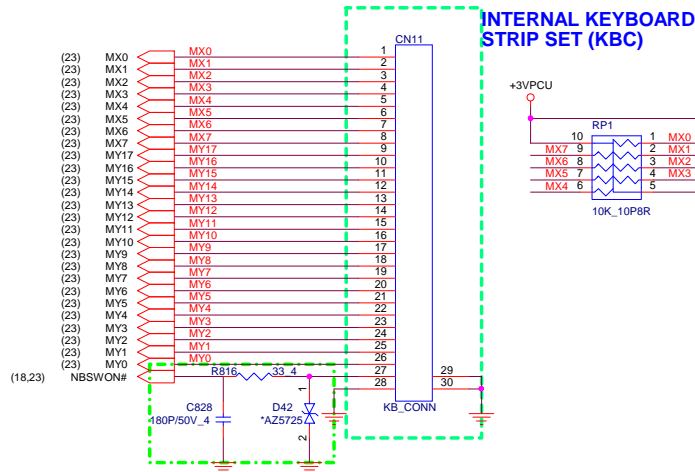 INTERNAL KEYBOARD
STRIP SET (KBC)
CN11
(23) MX0 MX0 1
(23) MX1 MX1 2
(23) MX2 MX2 3
(23) MX3 MX3 4
(23) MX4 MX4 5
(23) MX5 MX5 6
(23) MX6 MX6 7
(23) MX7 MX7 8
(23) MY17 MY17 9
(23) MY16 MY16 10
(23) MY15 MY15 11
(23) MY14 MY14 12
(23) MY13 MY13 13
(23) MY12 MY12 14
(23) MY11 MY11 15
(23) MY10 MY10 16
(23) MY9 MY9 17
(23) MY8 MY8 18
(23) MY7 MY7 19
(23) MY6 MY6 20
(23) MY5 MY5 21
(23) MY4 MY4 22
(23) MY3 MY3 23
(23) MY2 MY2 24
(23) MY1 MY1 25
(23) MY0 MY0 26
(18,23) NBSWON# R816 33_4 27 29
28 30
KB_CONN
C828
180P/50V_4
1
D42
*AZ5725
2
+3VPCU
RP1
10 1 MX0
MX7 9 2 MX1
MX6 8 3 MX2
MX5 7 4 MX3
MX4 6 5
10K_10P8R